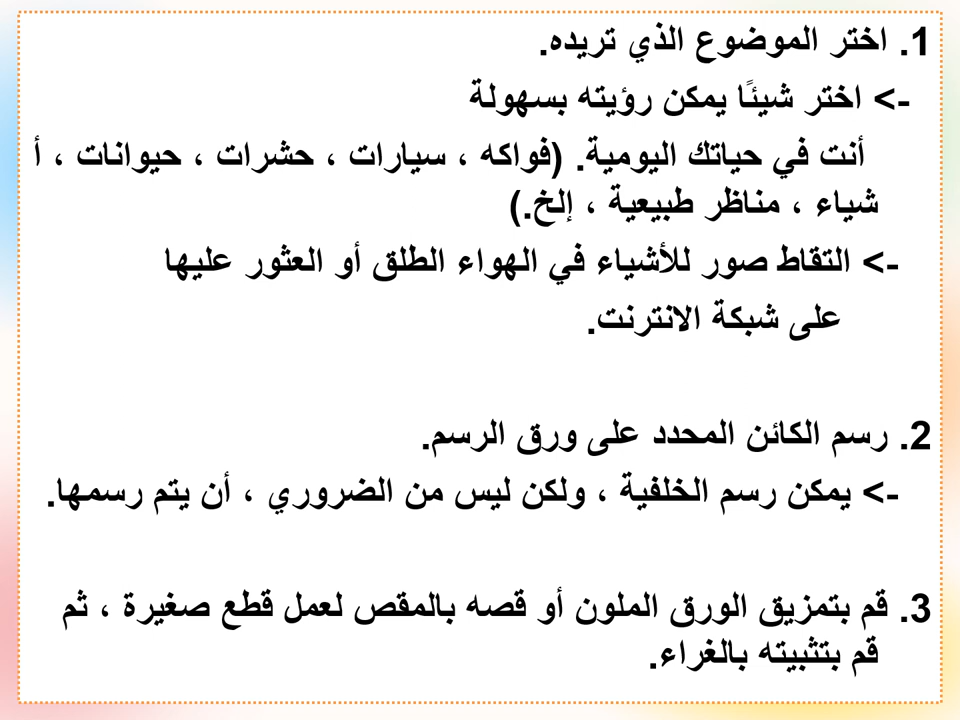 1. اختر الموضوع الذي تريده.
-> اختر شيئًا يمكن رؤيته بسهولة
أنت في حياتك اليومية. (فواكه ، سيارات ، حشرات ، حيوانات ، أ
شياء ، مناظر طبيعية ، إلخ.)
-> التقاط صور للأشياء في الهواء الطلق أو العثور عليها
على شبكة الانترنت.
2. رسم الكائن المحدد على ورق الرسم.
-> يمكن رسم الخلفية ، ولكن ليس من الضروري ، أن يتم رسمها.
3. قم بتمزيق الورق الملون أو قصه بالمقص لعمل قطع صغيرة ، ثم
قم بتثبيته بالغراء.